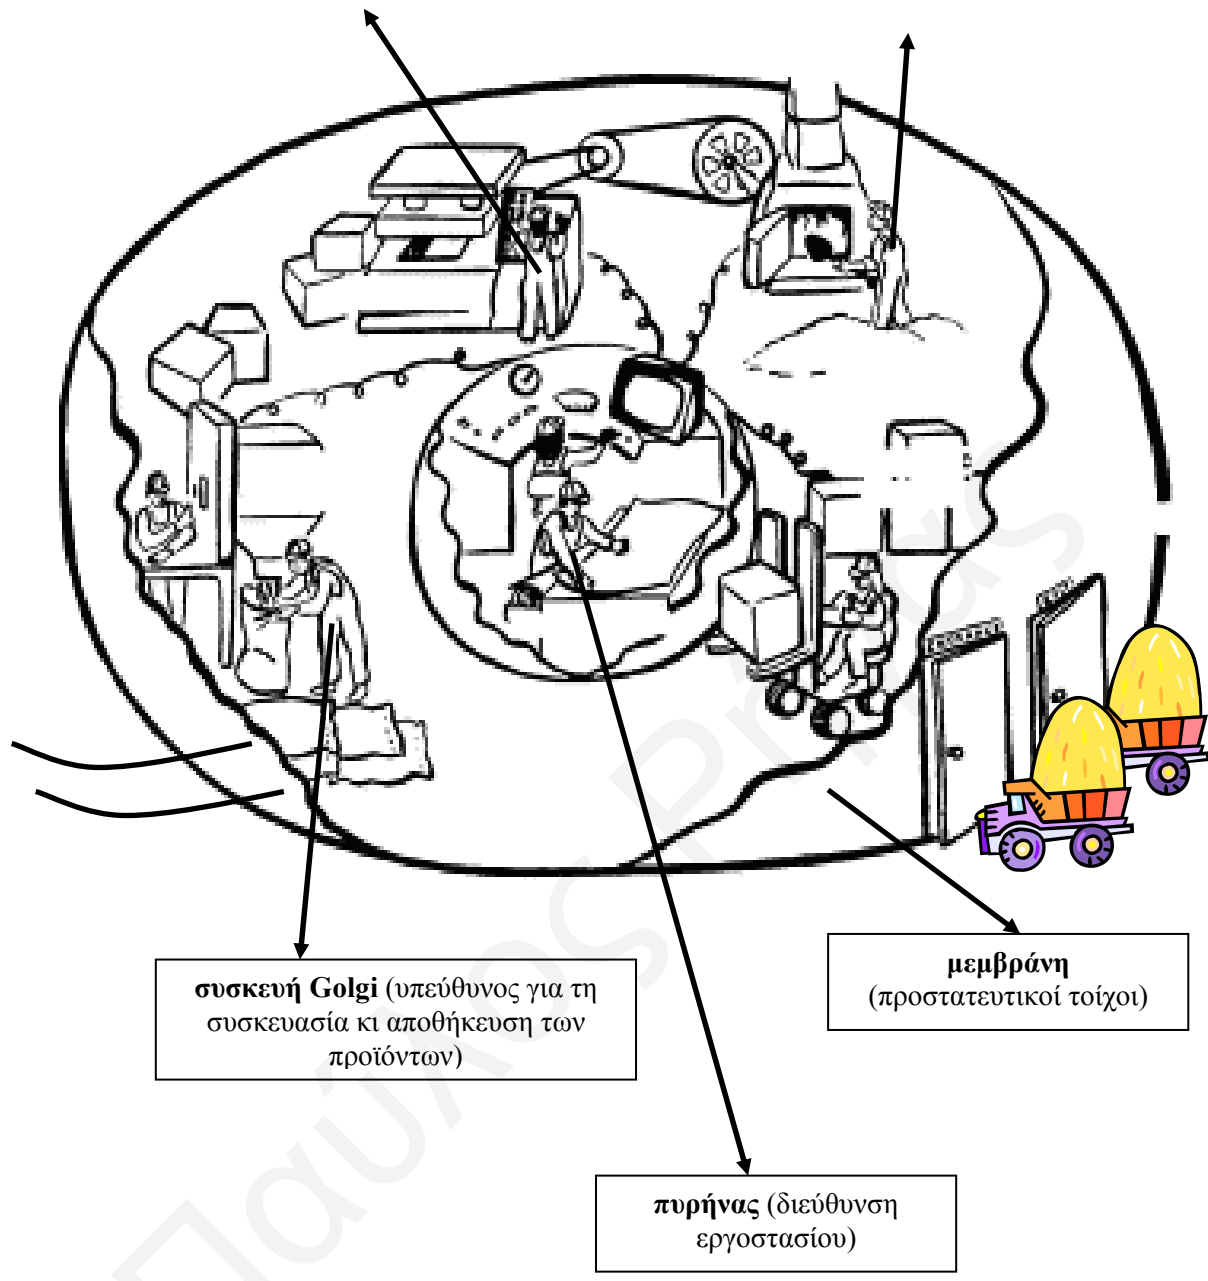 συσκευή Golgi (υπεύθυνος για τη
συσκευασία κι αποθήκευση των
προϊόντων)
μεμβράνη
(προστατευτικοί τοίχοι)
πυρήνας (διεύθυνση
εργοστασίου)